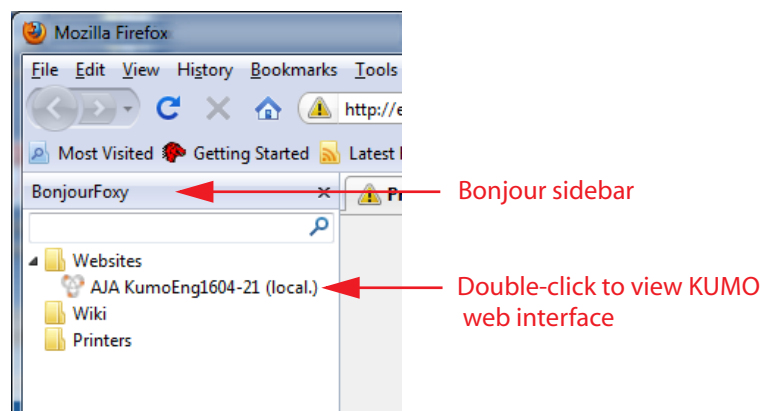 Mozilla Firefox
File Edit View History Bookmarks Tools
http://e
Most Visited Getting Started Latest
BonjourFoxy × Pr
Bonjour sidebar
Websites
AJA KumoEng1604-21 (local.)
Double-click to view KUMO
web interface
Wiki
Printers